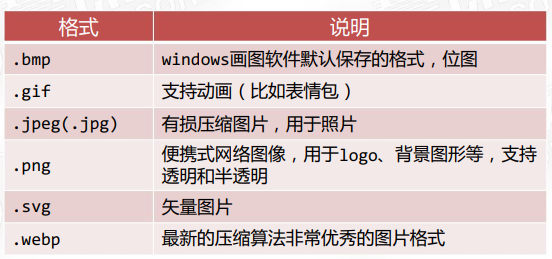 格式 说明
.bmp windows画图软件默认保存的格式，位图
.gif 支持动画（比如表情包）
.jpeg(.jpg) 有损压缩图片，用于照片
.png 便携式网络图像，用于logo、背景图形等，支持
透明和半透明
.svg 矢量图片
.webp 最新的压缩算法非常优秀的图片格式